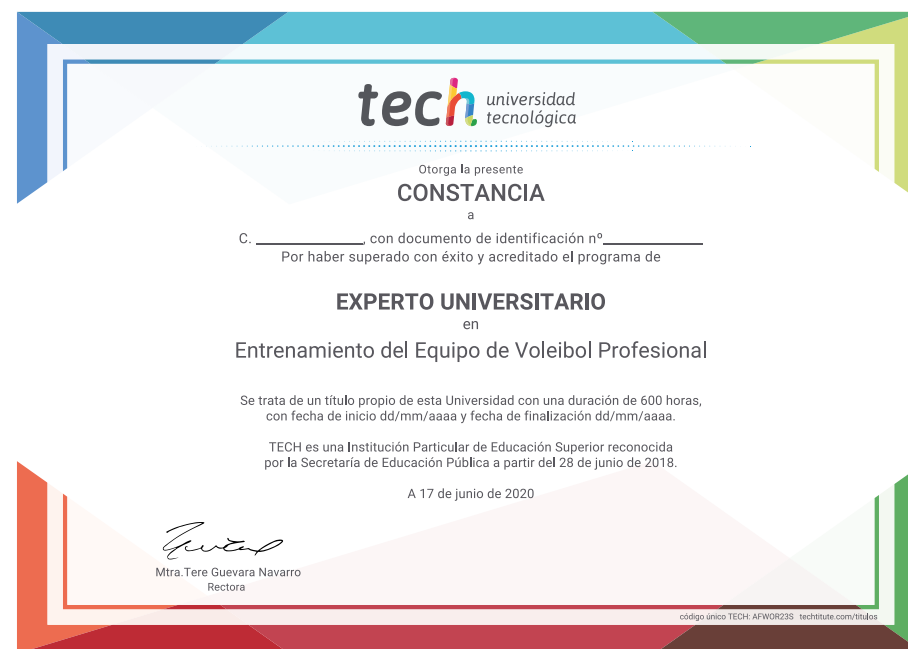 tech universidad
tecnológica
Otorga la presente
CONSTANCIA
a
C. ____________, con documento de identificación nº____________
Por haber superado con éxito y acreditado el programa de
EXPERTO UNIVERSITARIO
en
Entrenamiento del Equipo de Voleibol Profesional
Se trata de un título propio de esta Universidad con una duración de 600 horas,
con fecha de inicio dd/mm/aaaa y fecha de finalización dd/mm/aaaa.
TECH es una Institución Particular de Educación Superior reconocida
por la Secretaría de Educación Pública a partir del 28 de junio de 2018.
A 17 de junio de 2020
Mtra.Tere Guevara Navarro
Rectora
código único TECH: AFWOR23S techtitute.com/titulos